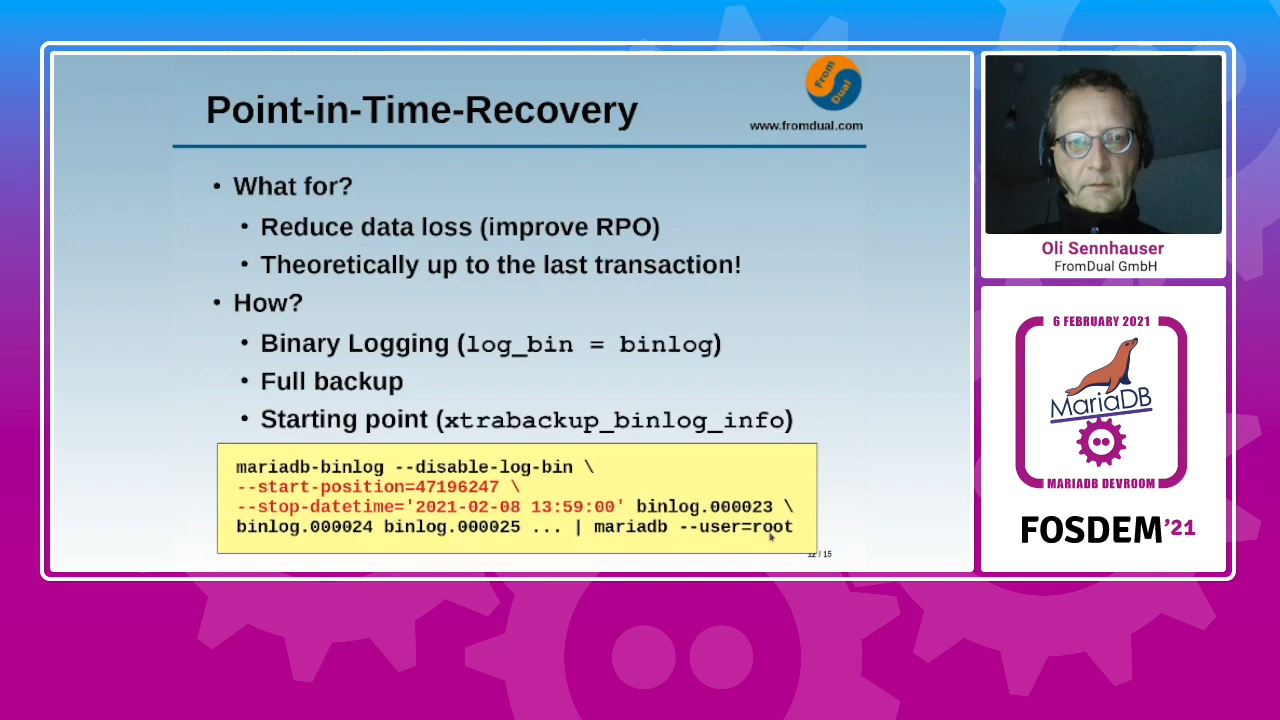 Point-in-Time-Recovery
From
Dual
www.fromdual.com
• What for?
• Reduce data loss (improve RPO)
• Theoretically up to the last transaction!
• How?
• Binary Logging (log_bin = binlog)
• Full backup
• Starting point (xtrabackup_binlog_info)
mariadb-binlog --disable-log-bin \
--start-position=47196247 \
--stop-datetime='2021-02-08 13:59:00' binlog.000023 \
binlog.000024 binlog.000025 ... | mariadb --user=root
12 / 15
Oli Sennhauser
FromDual GmbH
6 FEBRUARY 2021
MariaDB
MARIADB DEVROOM
FOSDEM'21